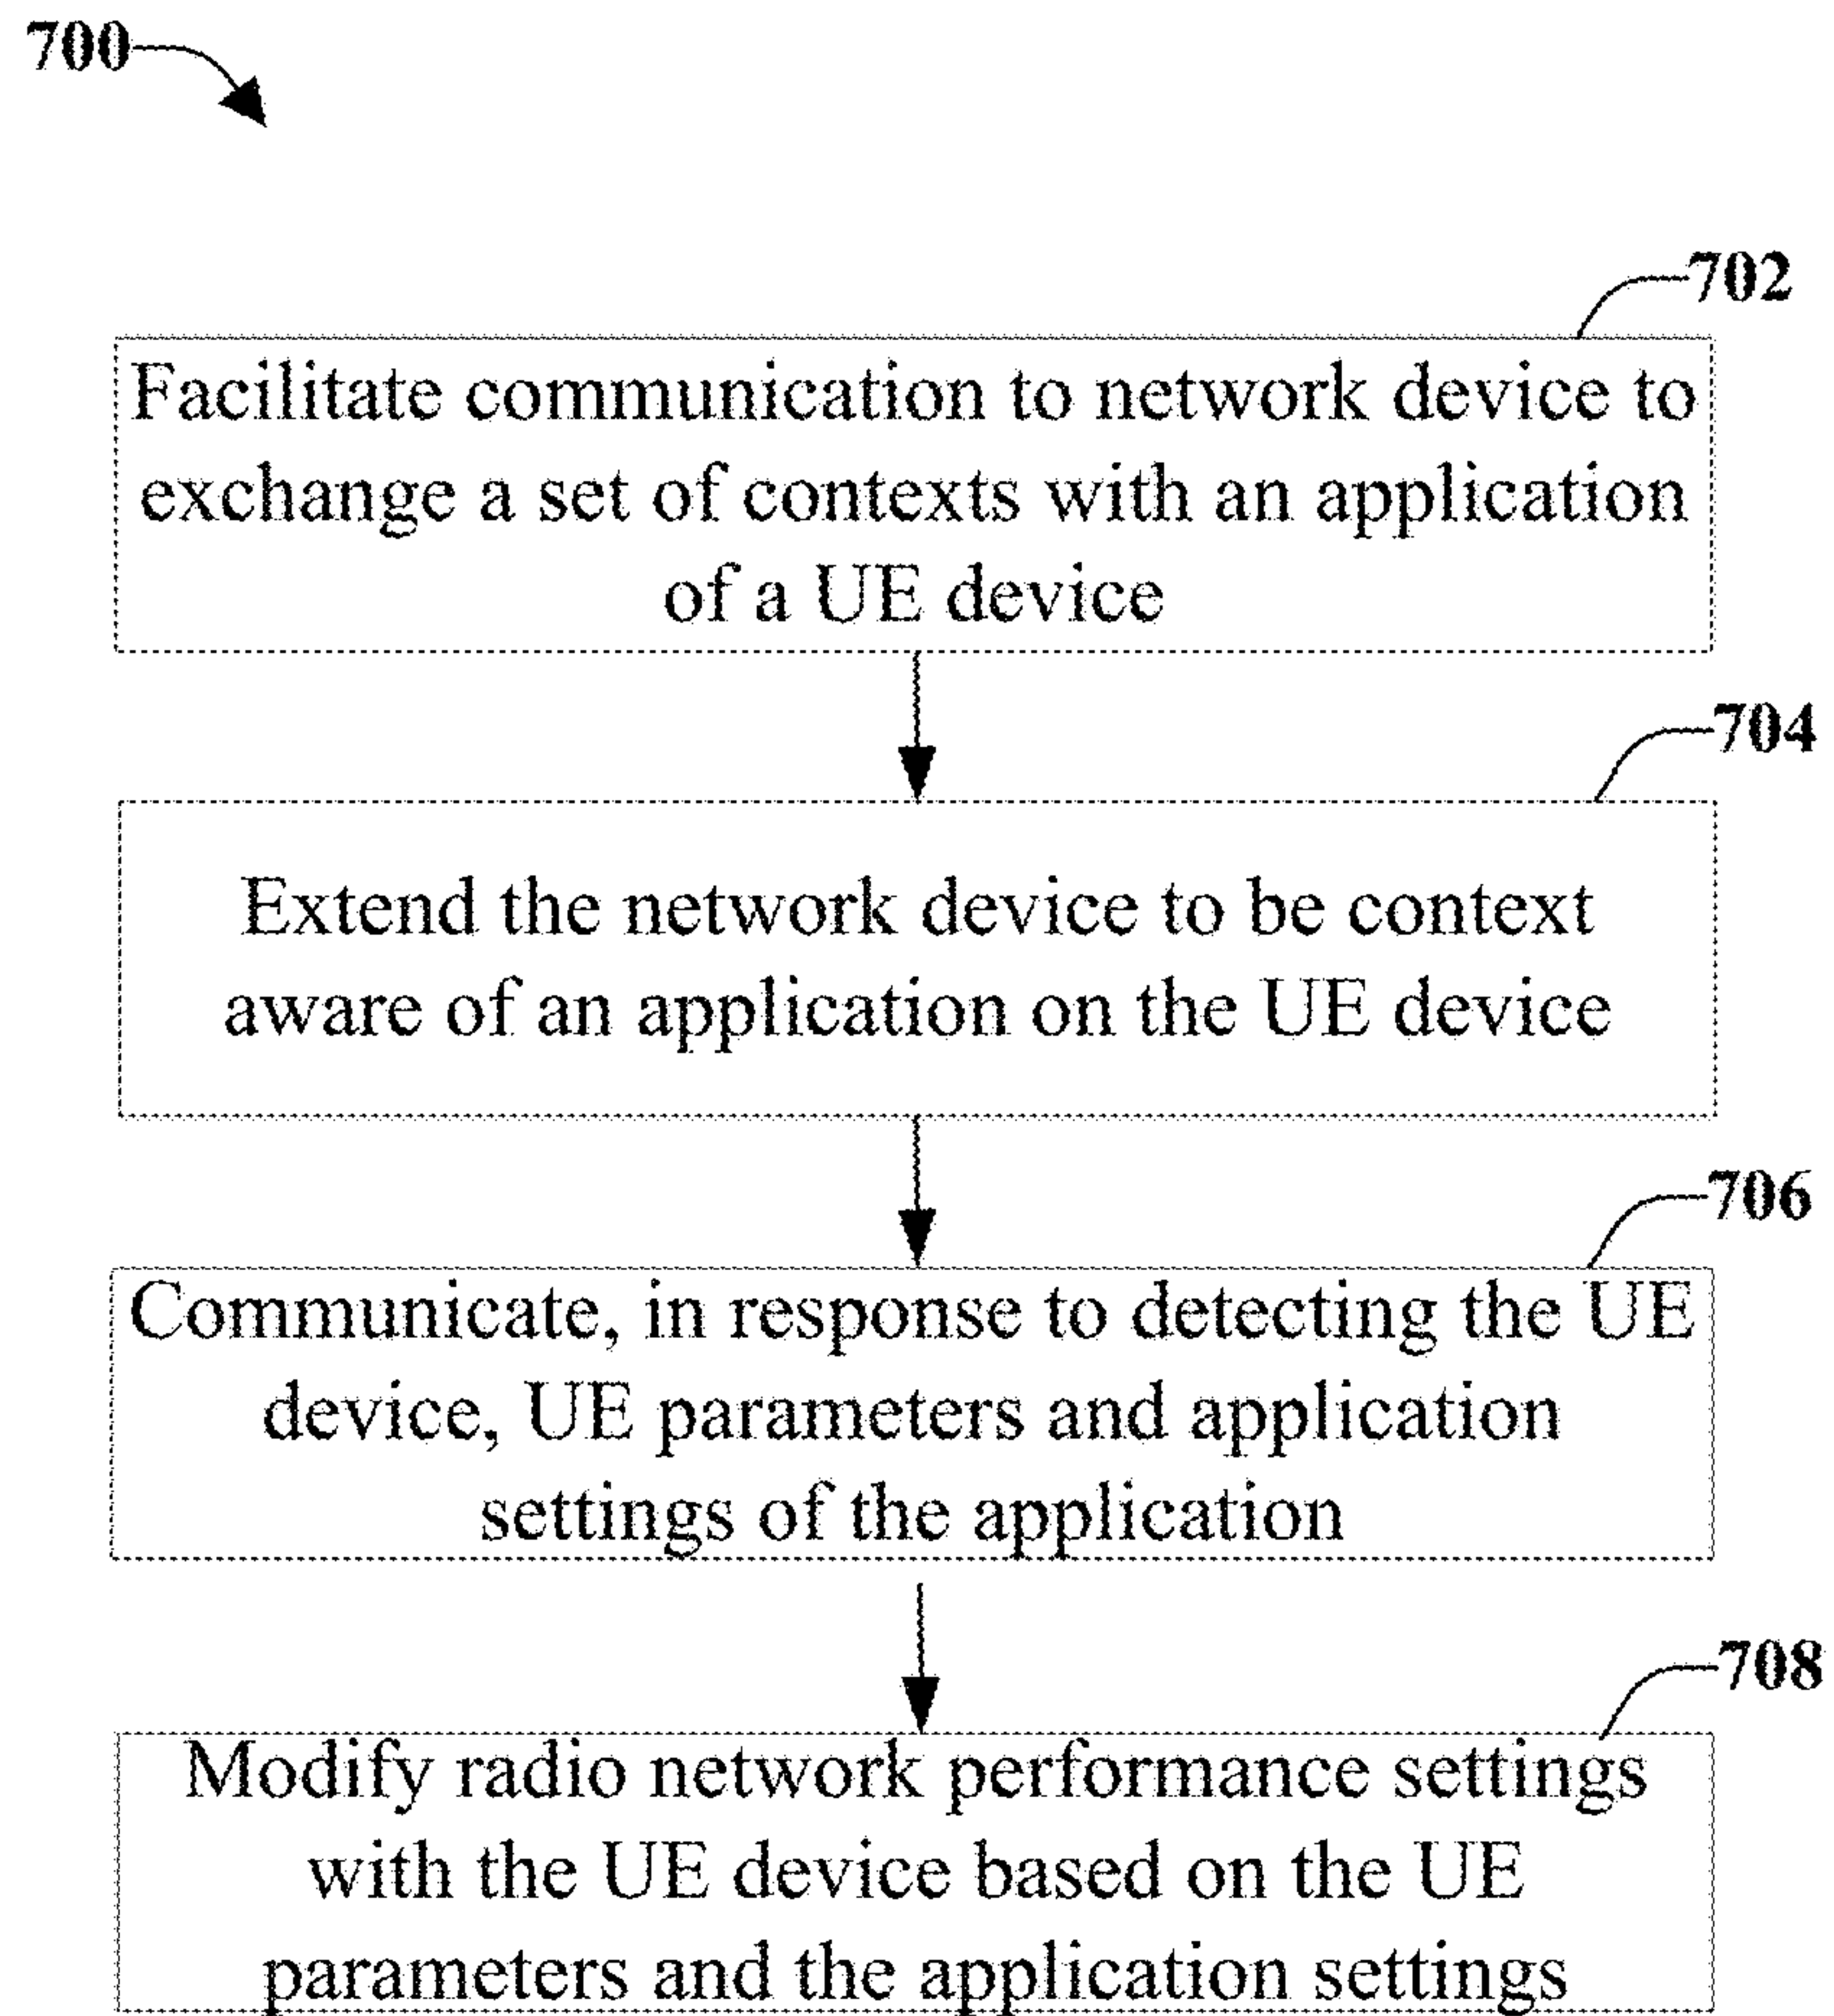 700
702
Facilitate communication to network device to
exchange a set of contexts with an application
of a UE device
704
Extend the network device to be context
aware of an application on the UE device
706
Communicate, in response to detecting the UE
device, UE parameters and application
settings of the application
708
Modify radio network performance settings
with the UE device based on the UE
parameters and the application settings